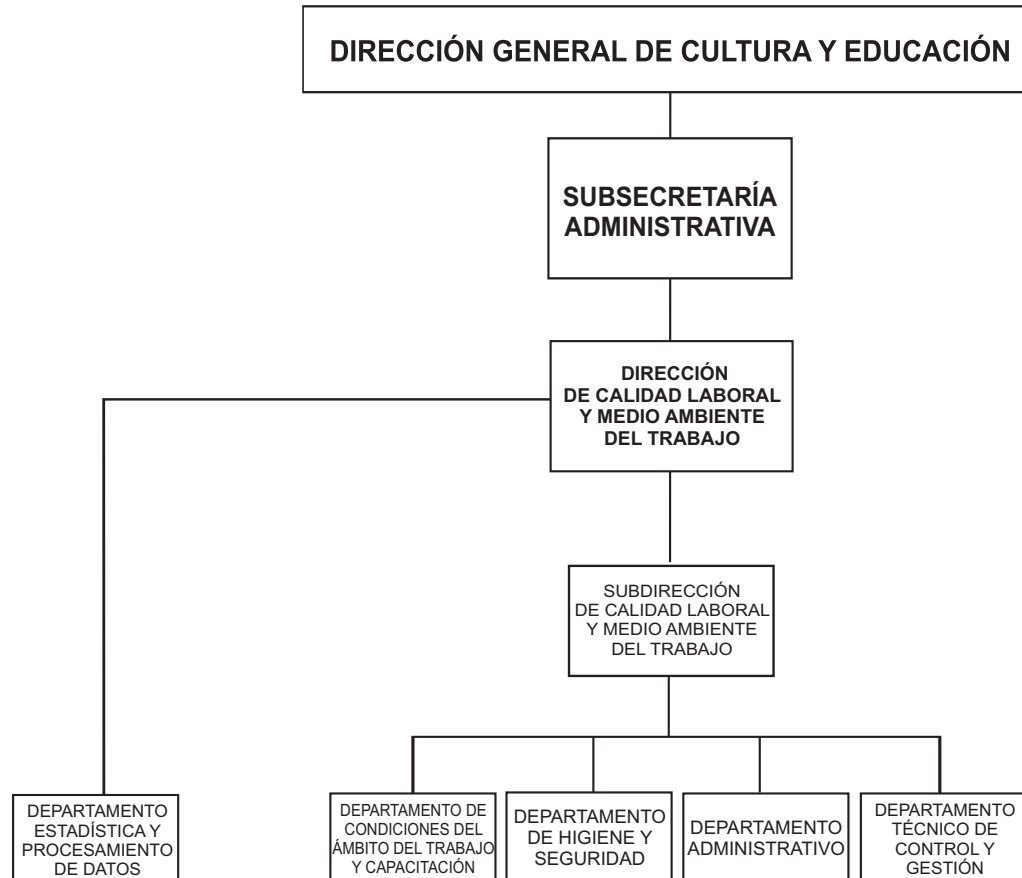 DIRECCIÓN GENERAL DE CULTURA Y EDUCACIÓN
SUBSECRETARÍA
ADMINISTRATIVA
DIRECCIÓN
DE CALIDAD LABORAL
Y MEDIO AMBIENTE
DEL TRABAJO
SUBDIRECCIÓN
DE CALIDAD LABORAL
Y MEDIO AMBIENTE
DEL TRABAJO
DEPARTAMENTO
ESTADÍSTICA Y
PROCESAMIENTO
DE DATOS
DEPARTAMENTO DE
CONDICIONES DEL
ÁMBITO DEL TRABAJO
Y CAPACITACIÓN
DEPARTAMENTO
DE HIGIENE Y
SEGURIDAD
DEPARTAMENTO
ADMINISTRATIVO
DEPARTAMENTO
TÉCNICO DE
CONTROL Y
GESTIÓN